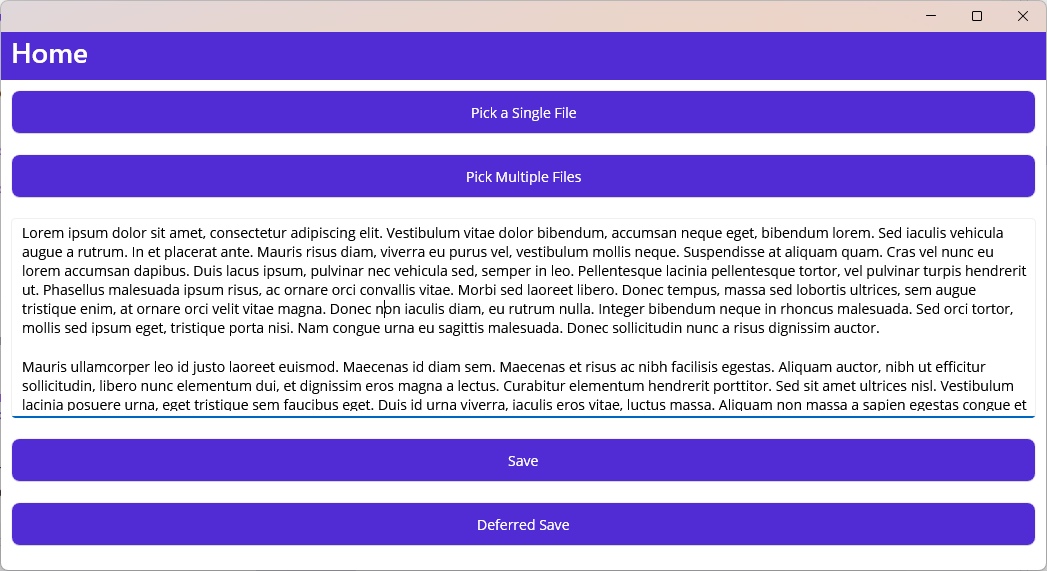 Home
Pick a Single File
Pick Multiple Files
Lorem ipsum dolor sit amet, consectetur adipiscing elit. Vestibulum vitae dolor bibendum, accumsan neque eget, bibendum lorem. Sed iaculis vehicula
augue a rutrum. In et placerat ante. Mauris risus diam, viverra eu purus vel, vestibulum mollis neque. Suspendisse at aliquam quam. Cras vel nunc eu
lorem accumsan dapibus. Duis lacus ipsum, pulvinar nec vehicula sed, semper in leo. Pellentesque lacinia pellentesque tortor, vel pulvinar turpis hendrerit
ut. Phasellus malesuada ipsum risus, ac ornare orci convallis vitae. Morbi sed laoreet libero. Donec tempus, massa sed lobortis ultrices, sem augue
tristique enim, at ornare orci velit vitae magna. Donec non iaculis diam, eu rutrum nulla. Integer bibendum neque in rhoncus malesuada. Sed orci tortor,
mollis sed ipsum eget, tristique porta nisi. Nam congue urna eu sagittis malesuada. Donec sollicitudin nunc a risus dignissim auctor.
Mauris ullamcorper leo id justo laoreet euismod. Maecenas id diam sem. Maecenas et risus ac nibh facilisis egestas. Aliquam auctor, nibh ut efficitur
sollicitudin, libero nunc elementum dui, et dignissim eros magna a lectus. Curabitur elementum hendrerit porttitor. Sed sit amet ultrices nisl. Vestibulum
lacinia posuere urna, eget tristique sem faucibus eget. Duis id urna viverra, iaculis eros vitae, luctus massa. Aliquam non massa a sapien egestas congue et
Save
Deferred Save